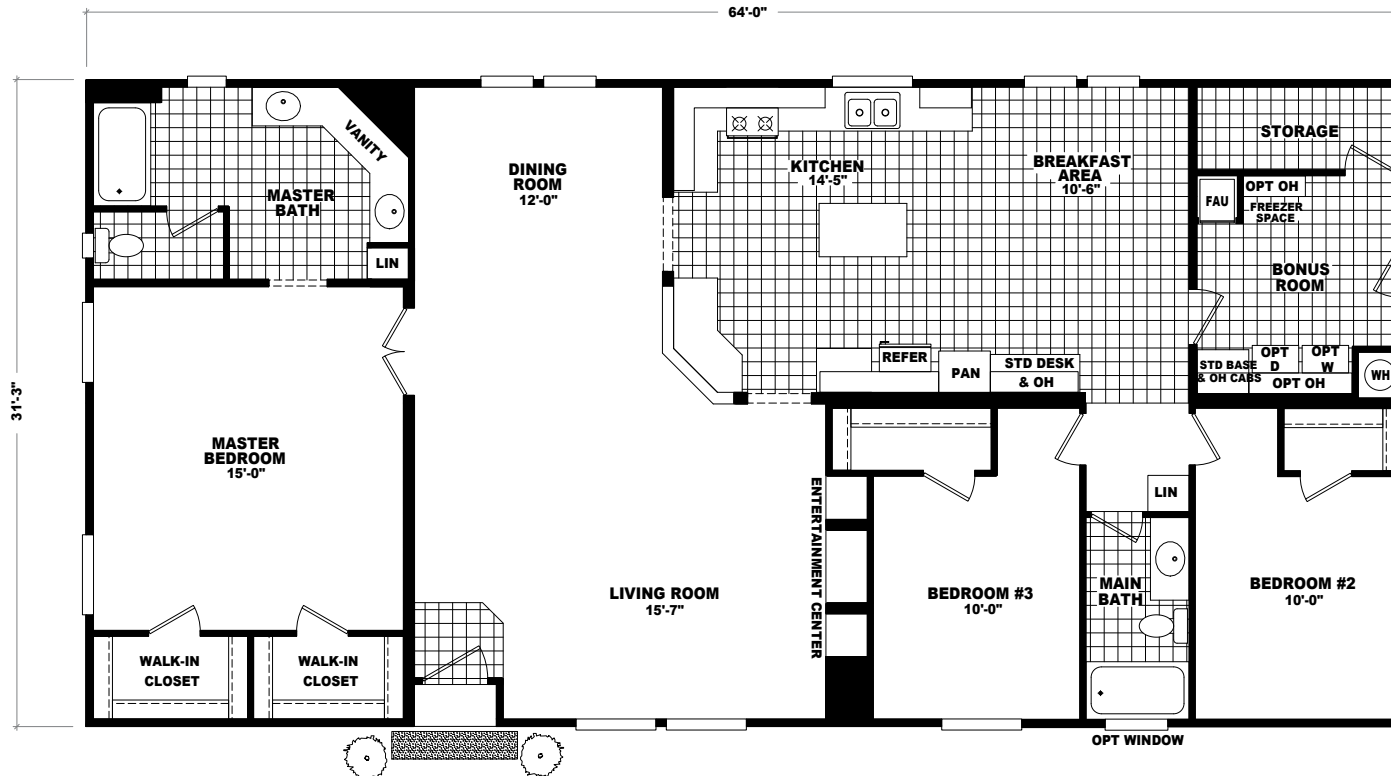 64'-0"
31'-3"
VANITY
MASTER
BATH
LIN
DINING
ROOM
12'-0"
KITCHEN
14'-5"
BREAKFAST
AREA
10'-6"
STORAGE
FAU
OPT OH
FREEZER
SPACE
BONUS
ROOM
REFER
PAN
STD DESK
& OH
STD BASE
& OH CABS
OPT
D
OPT
W
OPT OH
WH
MASTER
BEDROOM
15'-0"
WALK-IN
CLOSET
WALK-IN
CLOSET
LIVING ROOM
15'-7"
ENTERTAINMENT CENTER
BEDROOM #3
10'-0"
LIN
MAIN
BATH
BEDROOM #2
10'-0"
OPT WINDOW